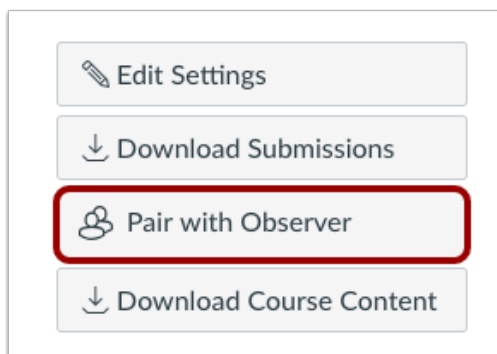 Edit Settings
Download Submissions
Pair with Observer
Download Course Content